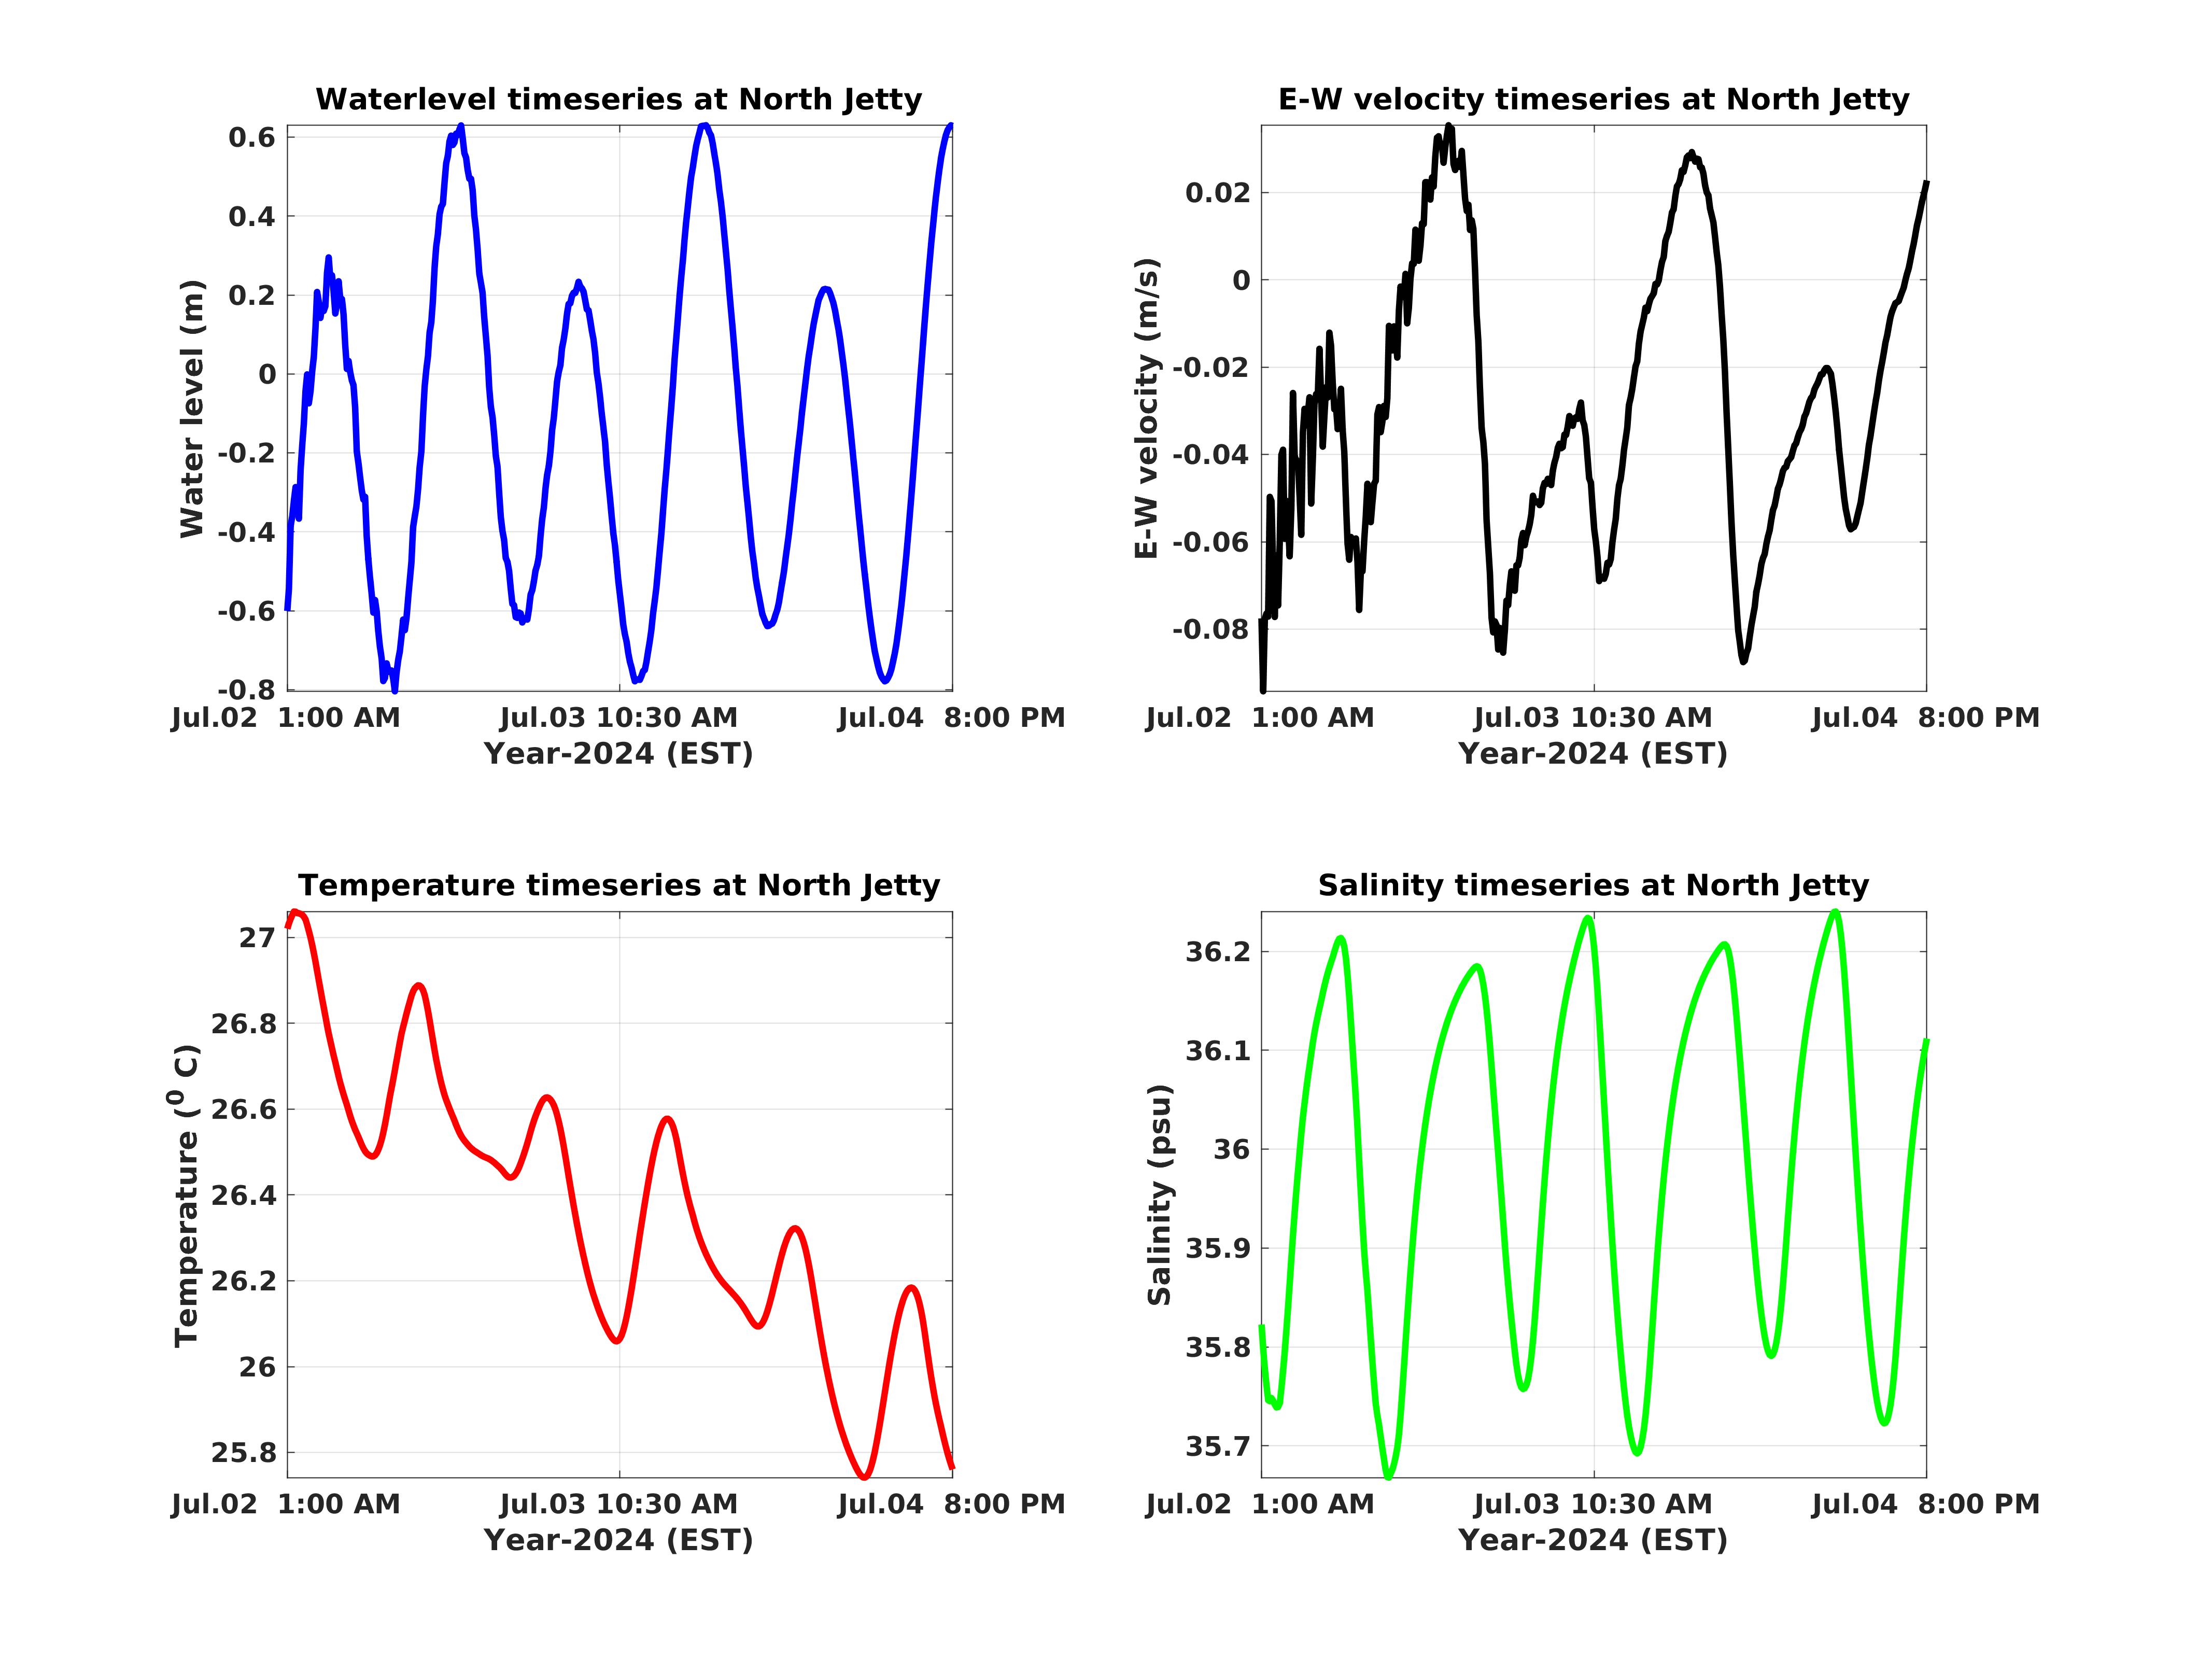 Waterlevel timeseries at North Jetty
0.6
0.4
0.2
0
-0.2
-0.4
-0.6
-0.8
Water level (m)
Jul.02  1:00 AM
Jul.03 10:30 AM
Jul.04  8:00 PM
Year-2024 (EST)
E-W velocity timeseries at North Jetty
0.02
0
-0.02
-0.04
-0.06
-0.08
E-W velocity (m/s)
Jul.02  1:00 AM
Jul.03 10:30 AM
Jul.04  8:00 PM
Year-2024 (EST)
Temperature timeseries at North Jetty
27
26.8
26.6
26.4
26.2
26
25.8
Temperature (⁰ C)
Jul.02  1:00 AM
Jul.03 10:30 AM
Jul.04  8:00 PM
Year-2024 (EST)
Salinity timeseries at North Jetty
36.2
36.1
36
35.9
35.8
35.7
Salinity (psu)
Jul.02  1:00 AM
Jul.03 10:30 AM
Jul.04  8:00 PM
Year-2024 (EST)